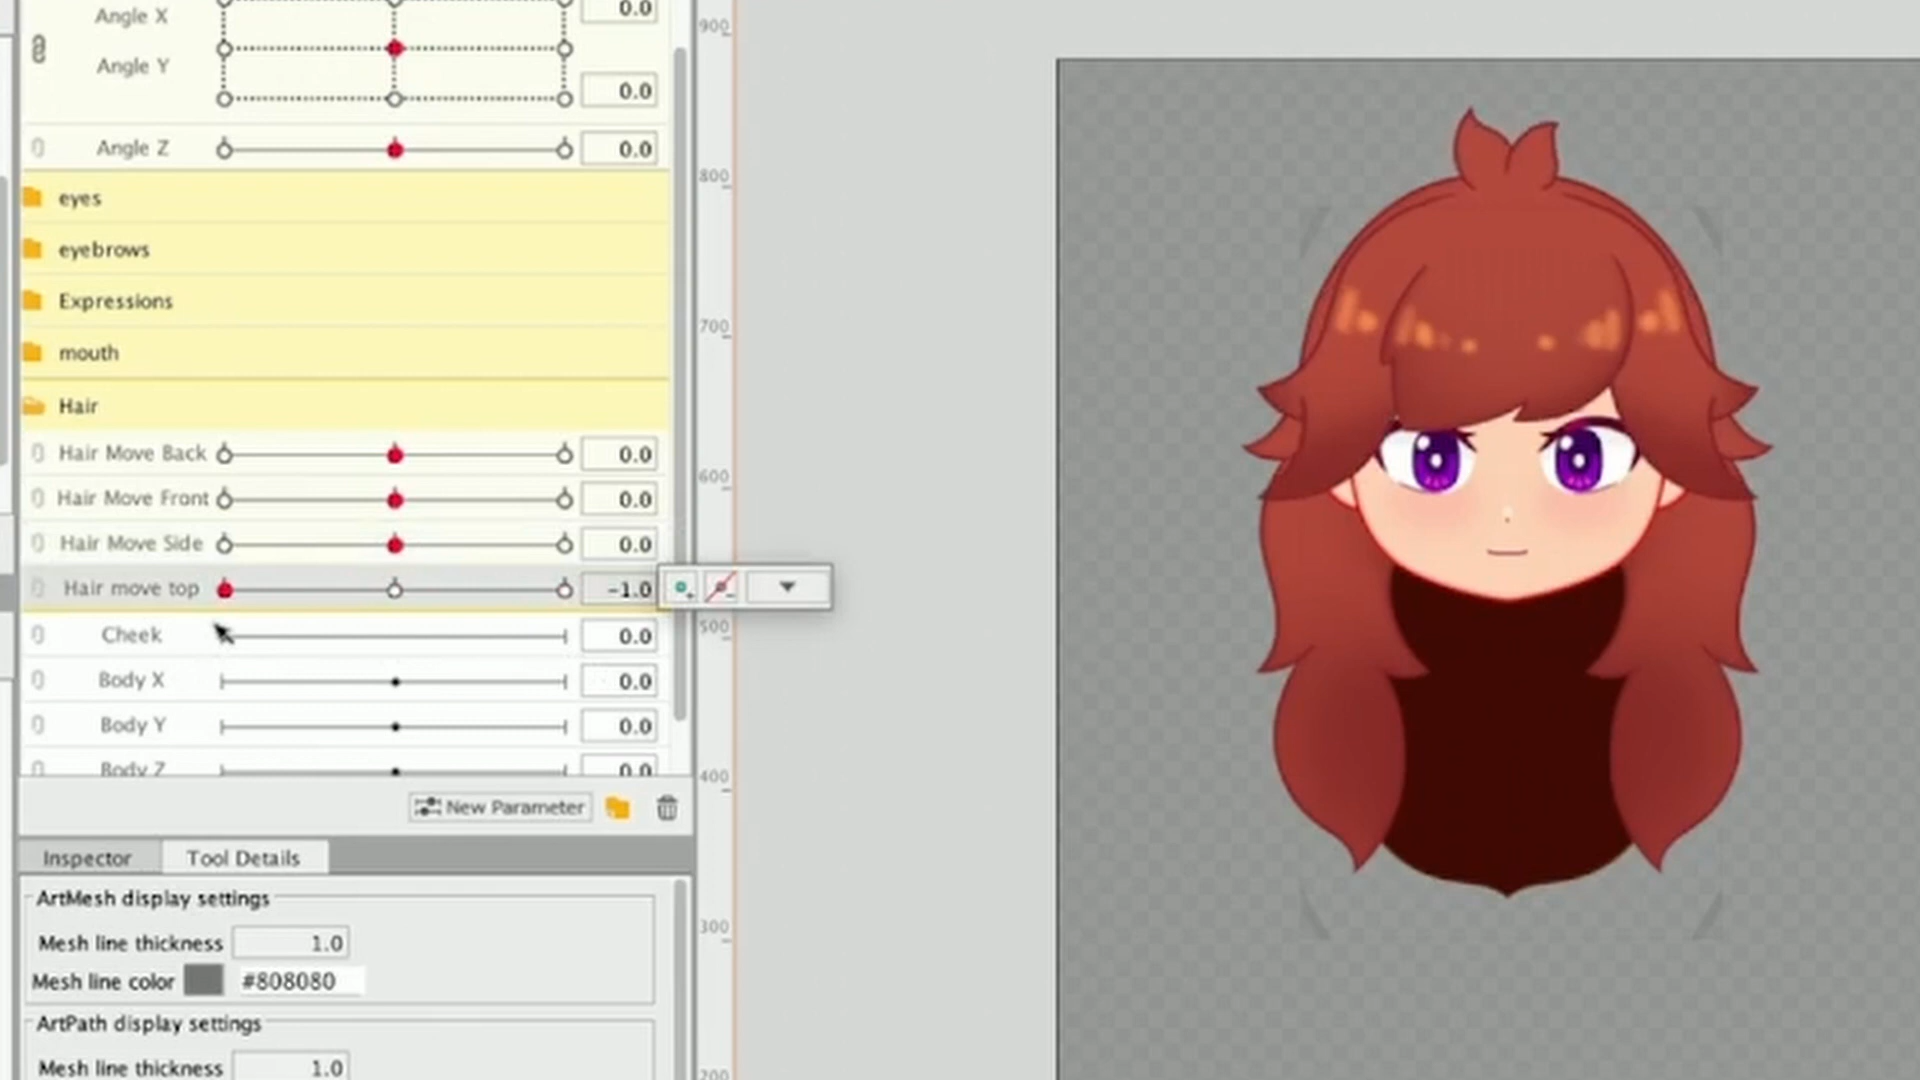 Angle X 0.0
Angle Y 0.0
Angle Z 0.0
eyes
eyebrows
Expressions
mouth
Hair
Hair Move Back 0.0
Hair Move Front 0.0
Hair Move Side 0.0
Hair move top -1.0
Cheek 0.0
Body X 0.0
Body Y 0.0
Body Z 0.0
New Parameter
Inspector Tool Details
ArtMesh display settings
Mesh line thickness 1.0
Mesh line color #808080
ArtPath display settings
Mesh line thickness 1.0
900
800
700
600
500
400
300
200